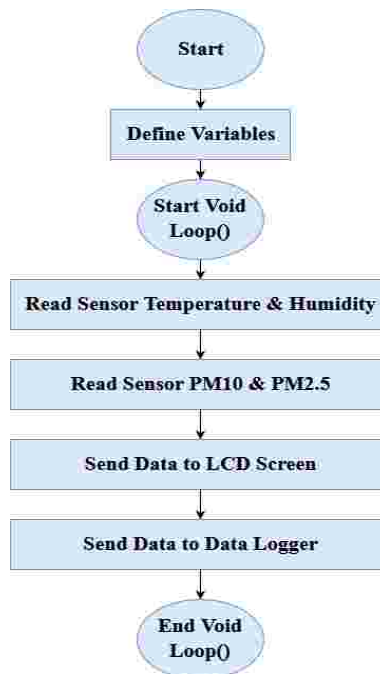 Start
Define Variables
Start Void
Loop()
Read Sensor Temperature & Humidity
Read Sensor PM10 & PM2.5
Send Data to LCD Screen
Send Data to Data Logger
End Void
Loop()